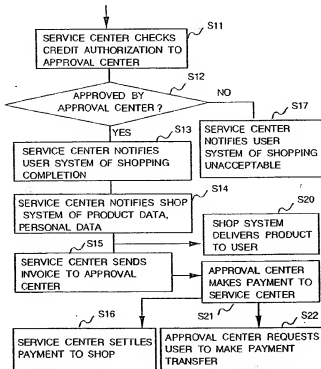 S11
SERVICE CENTER CHECKS
CREDIT AUTHORIZATION TO
APPROVAL CENTER
S12
APPROVED BY
APPROVAL CENTER?
NO
YES
S13
SERVICE CENTER NOTIFIES
USER SYSTEM OF SHOPPING
COMPLETION
S17
SERVICE CENTER
NOTIFIES USER
SYSTEM OF SHOPPING
UNACCEPTABLE
S14
SERVICE CENTER NOTIFIES SHOP
SYSTEM OF PRODUCT DATA,
PERSONAL DATA
S20
SHOP SYSTEM
DELIVERS PRODUCT
TO USER
S15
SERVICE CENTER SENDS
INVOICE TO APPROVAL
CENTER
APPROVAL CENTER
MAKES PAYMENT TO
SERVICE CENTER
S21
S16
SERVICE CENTER SETTLES
PAYMENT TO SHOP
S22
APPROVAL CENTER REQUESTS
USER TO MAKE PAYMENT
TRANSFER